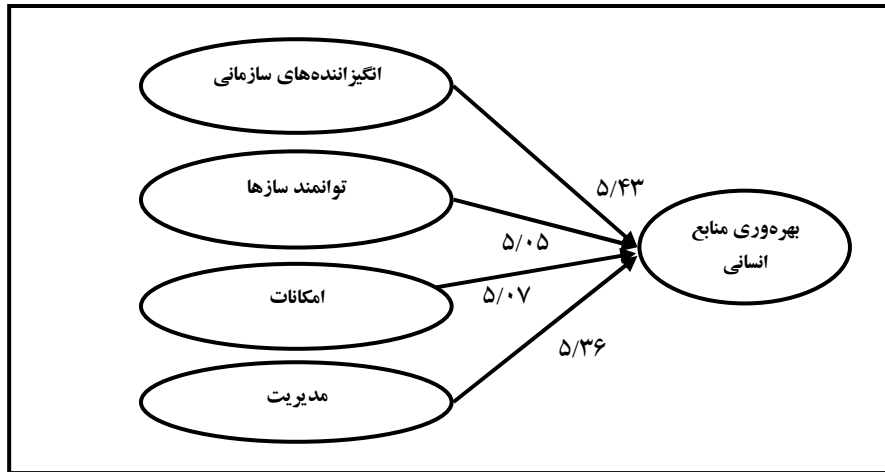 انگیزاننده‌های سازمانی
توانمند سازها
امکانات
مدیریت
۵/۴۳
۵/۰۵
۵/۰۷
۵/۳۶
بهره‌وری منابع
انسانی